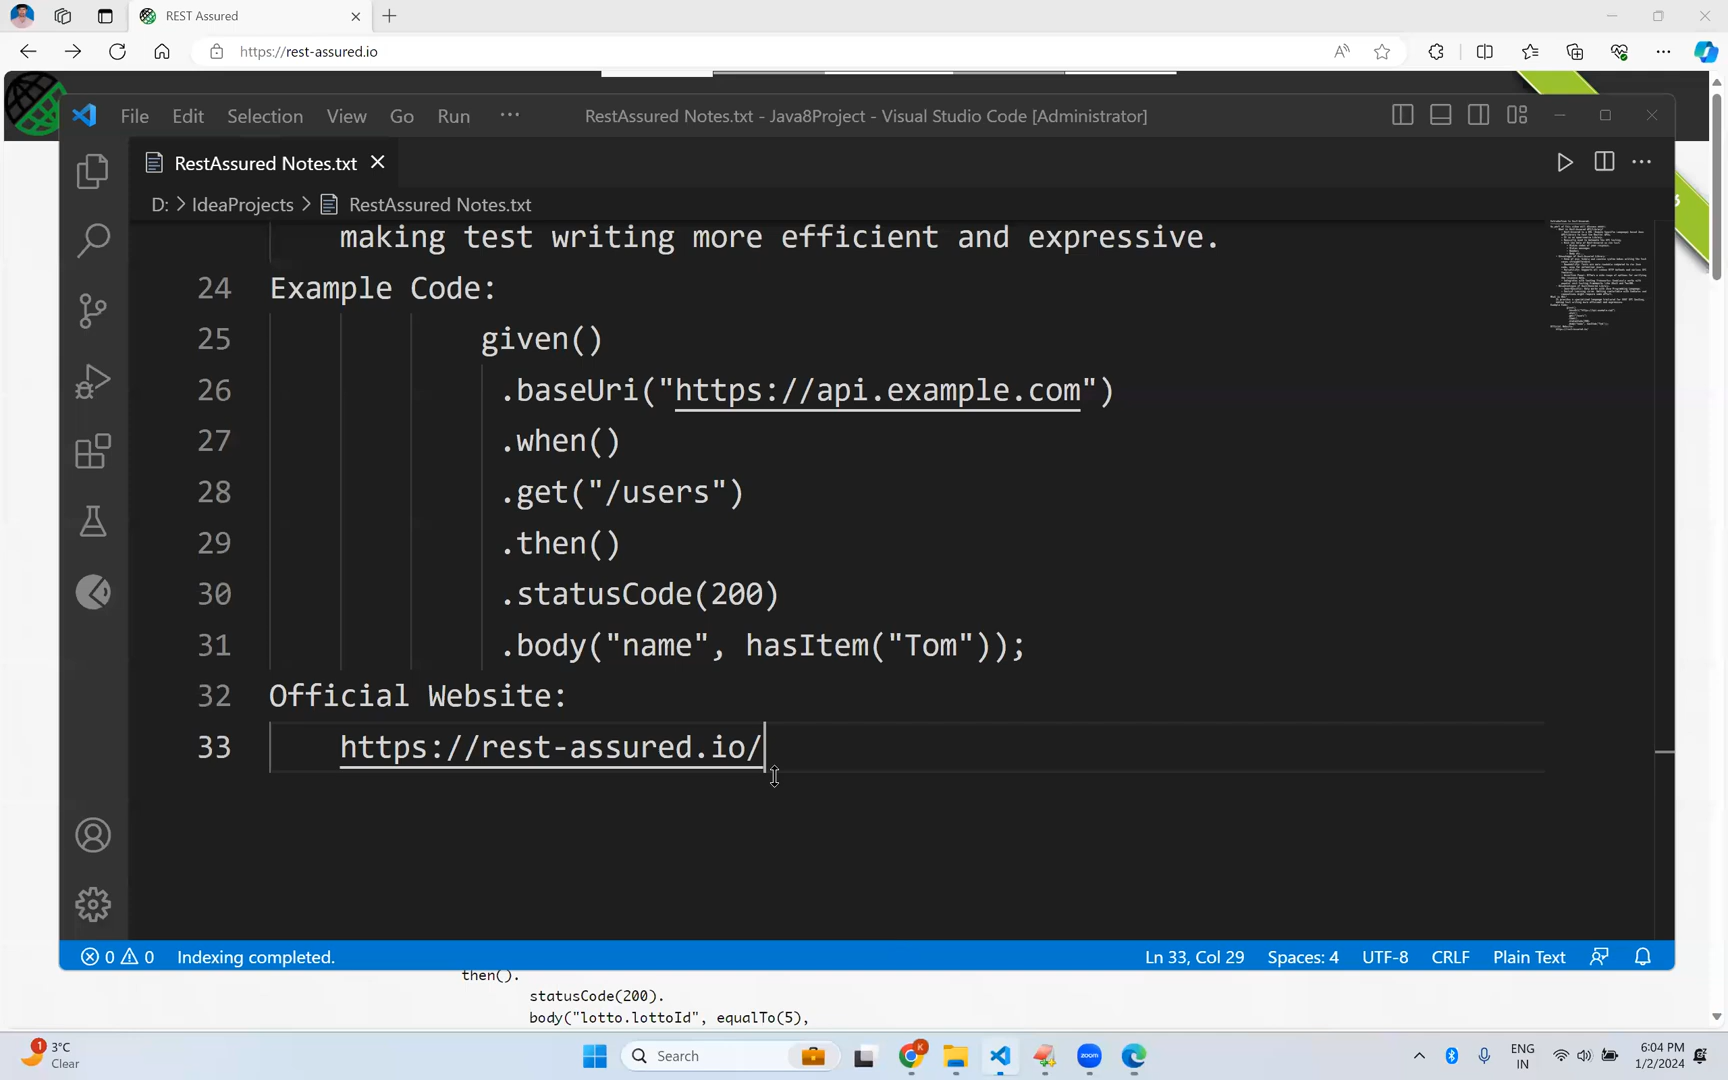 REST Assured
https://rest-assured.io
File Edit Selection View Go Run ··· RestAssured Notes.txt - Java8Project - Visual Studio Code [Administrator]
RestAssured Notes.txt
D: > IdeaProjects > RestAssured Notes.txt
making test writing more efficient and expressive.
24 Example Code:
25 given()
26 .baseUri("https://api.example.com")
27 .when()
28 .get("/users")
29 .then()
30 .statusCode(200)
31 .body("name", hasItem("Tom"));
32 Official Website:
33 https://rest-assured.io/
0 0 Indexing completed. Ln 33, Col 29 Spaces: 4 UTF-8 CRLF Plain Text
then().
statusCode(200).
body("lotto.lottoId", equalTo(5),
1 3°C Search ENG 6:04 PM
Clear zoom IN 1/2/2024